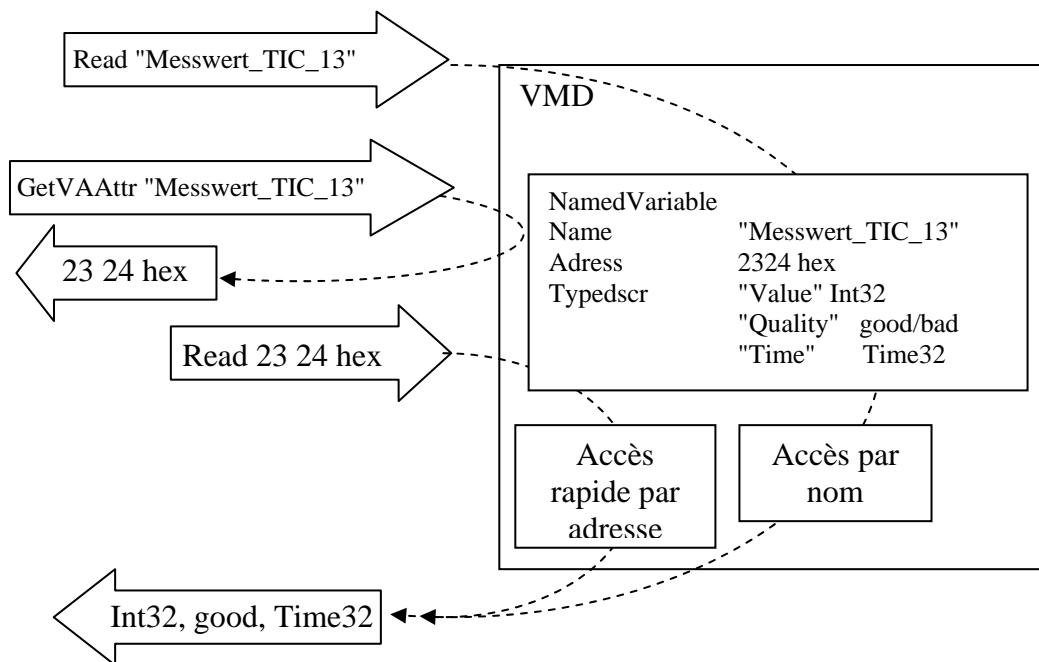 Read "Messwert_TIC_13"
VMD
GetVAAttr "Messwert_TIC_13"
23 24 hex
Read 23 24 hex
NamedVariable
Name "Messwert_TIC_13"
Adress 2324 hex
Typedscr "Value" Int32
"Quality" good/bad
"Time" Time32
Accès
rapide par
adresse
Accès par
nom
Int32, good, Time32